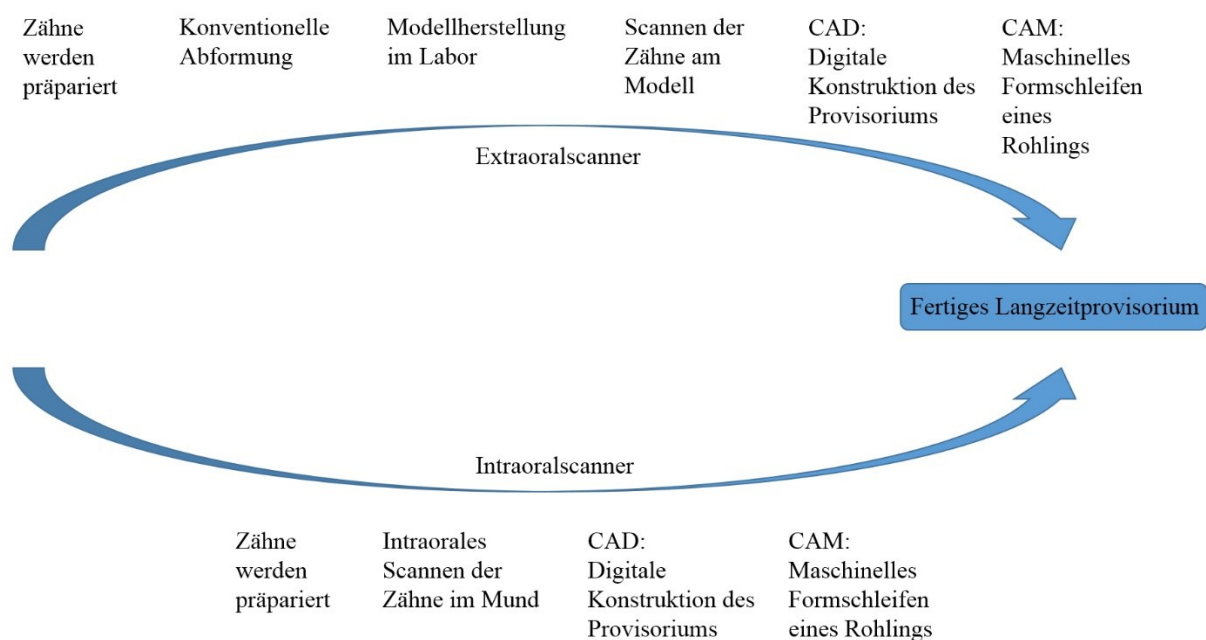 Zähne
werden
präpariert
Konventionelle
Abformung
Modellherstellung
im Labor
Scannen der
Zähne am
Modell
CAD:
Digitale
Konstruktion des
Provisoriums
CAM:
Maschinelles
Formschleifen
eines
Rohlings
Extraoralscanner
Fertiges Langzeitprovisorium
Intraoralscanner
Zähne
werden
präpariert
Intraorales
Scannen der
Zähne im Mund
CAD:
Digitale
Konstruktion des
Provisoriums
CAM:
Maschinelles
Formschleifen
eines Rohlings